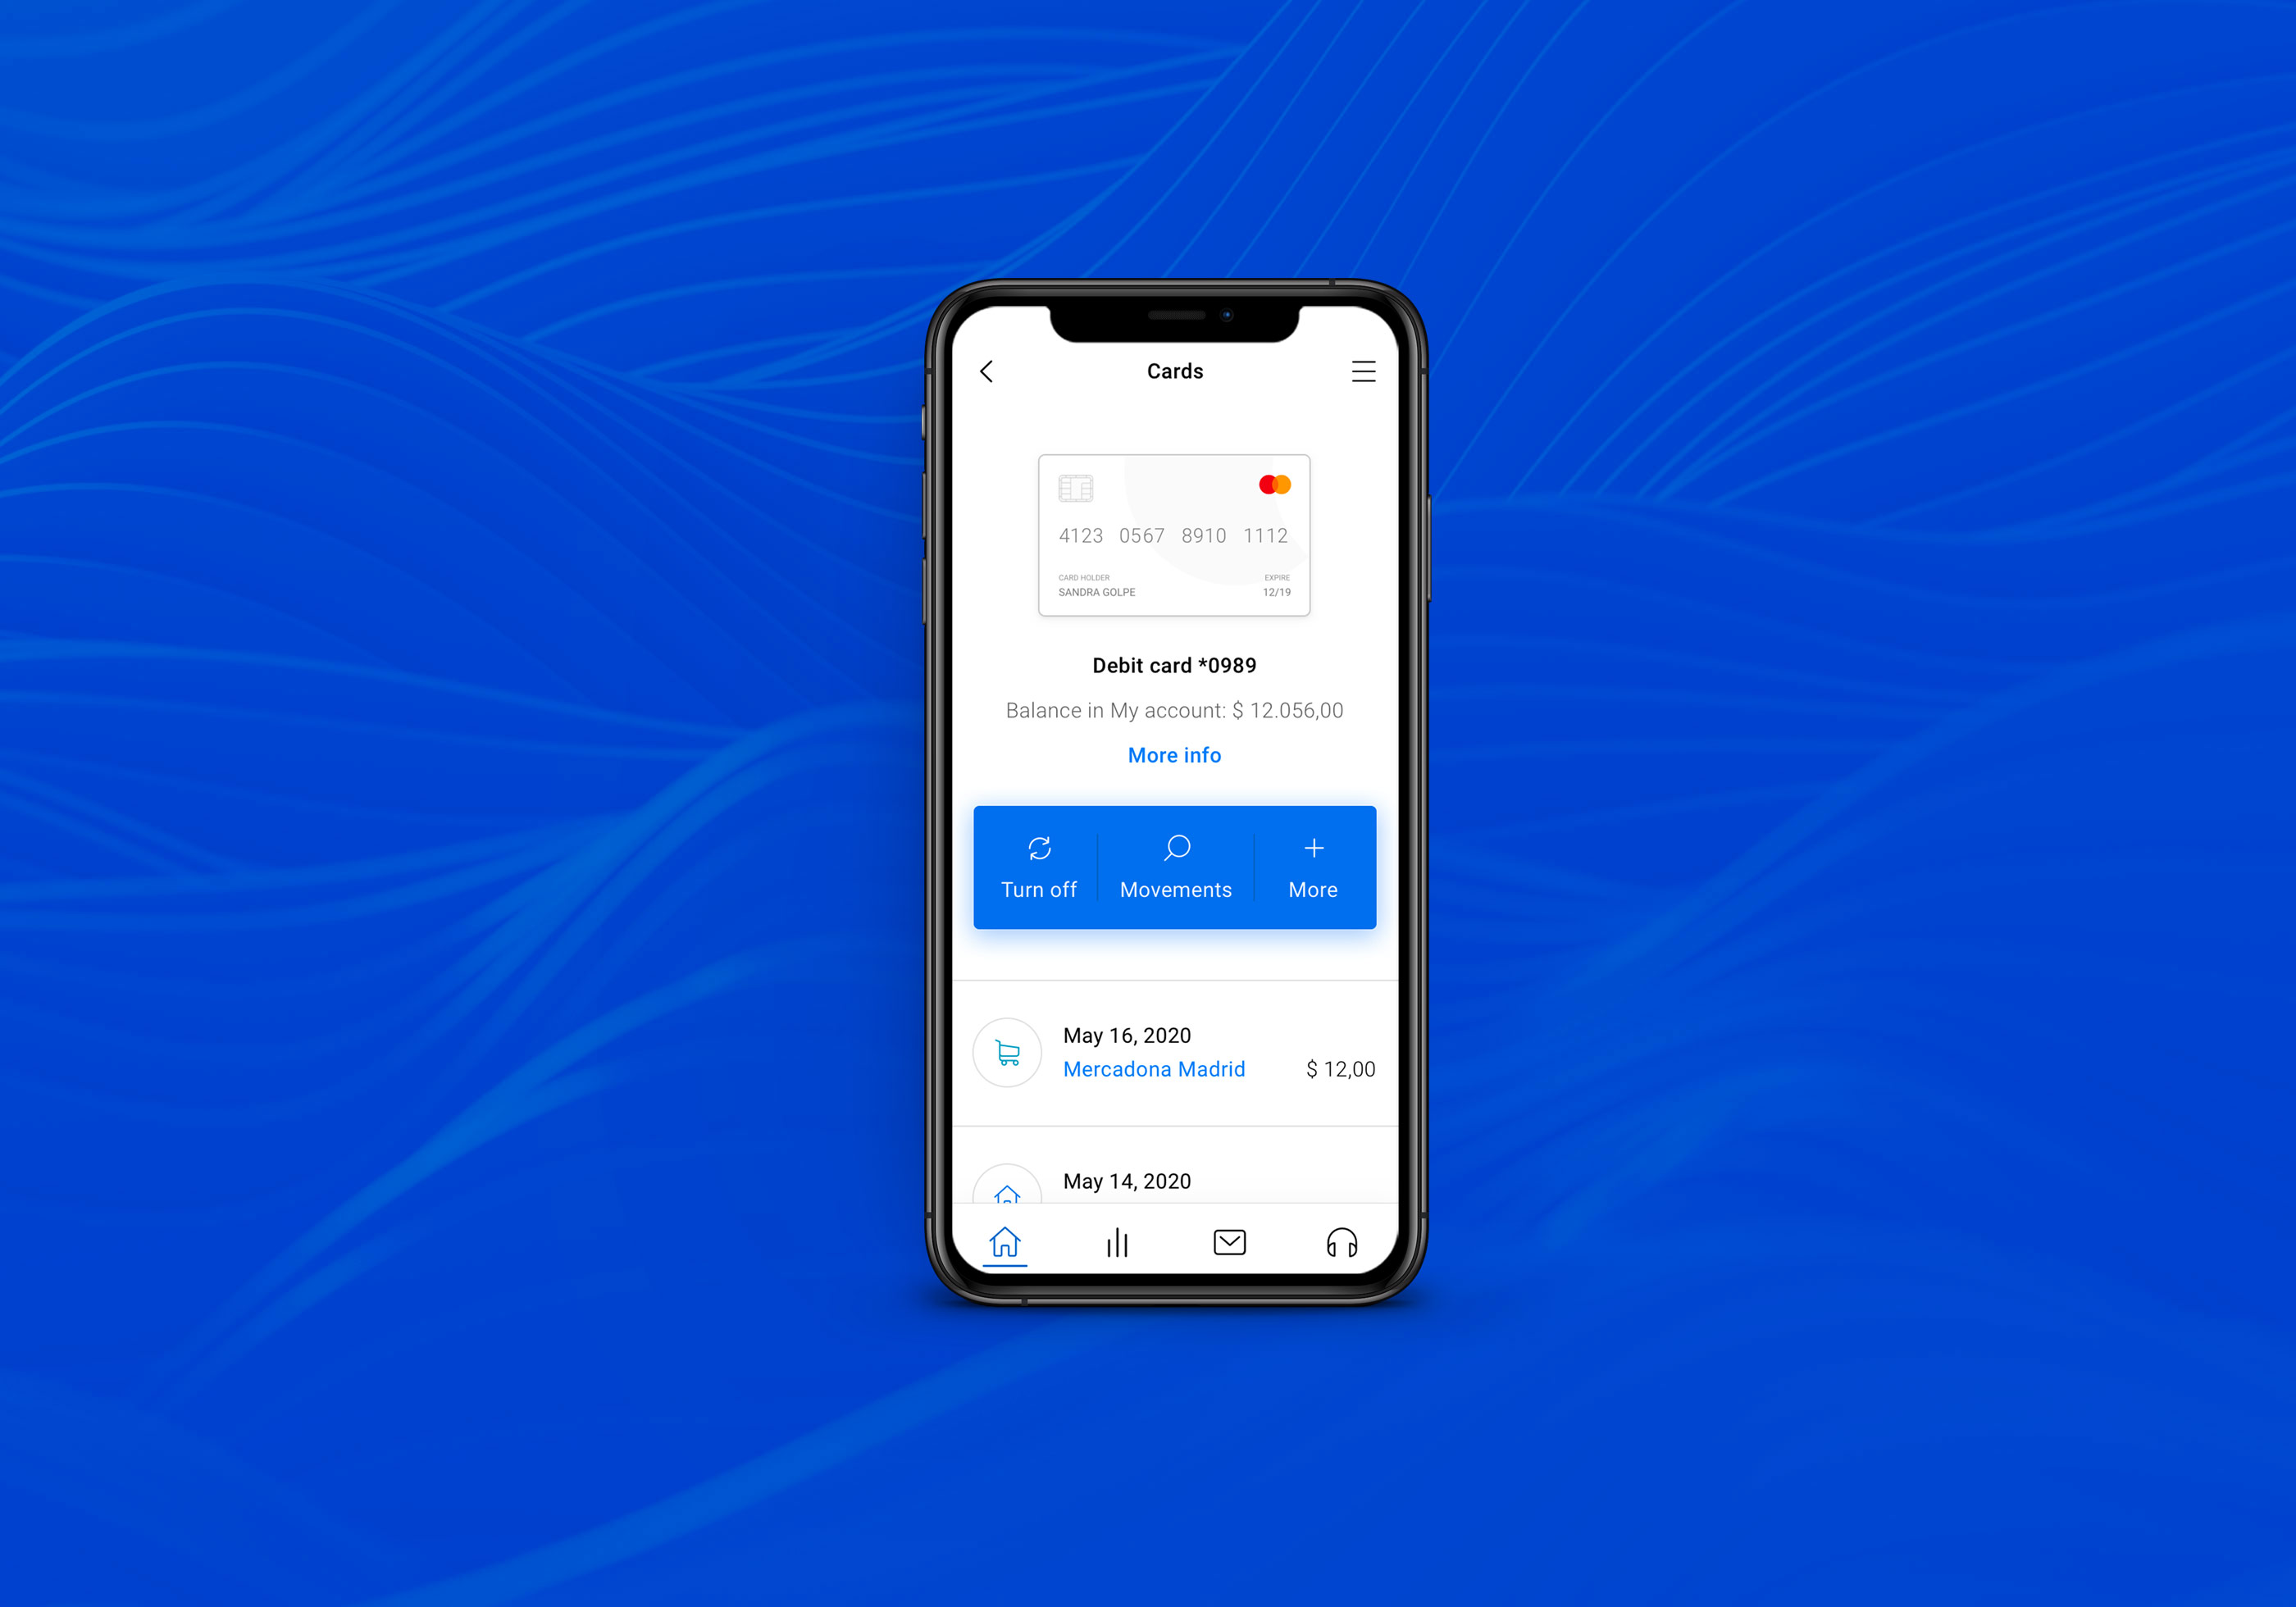 Cards
4123 0567 8910 1112
CARD HOLDER EXPIRE
SANDRA GOLPE 12/19
Debit card *0989
Balance in My account: $ 12.056,00
More info
Turn off Movements More
May 16, 2020
Mercadona Madrid $ 12,00
May 14, 2020